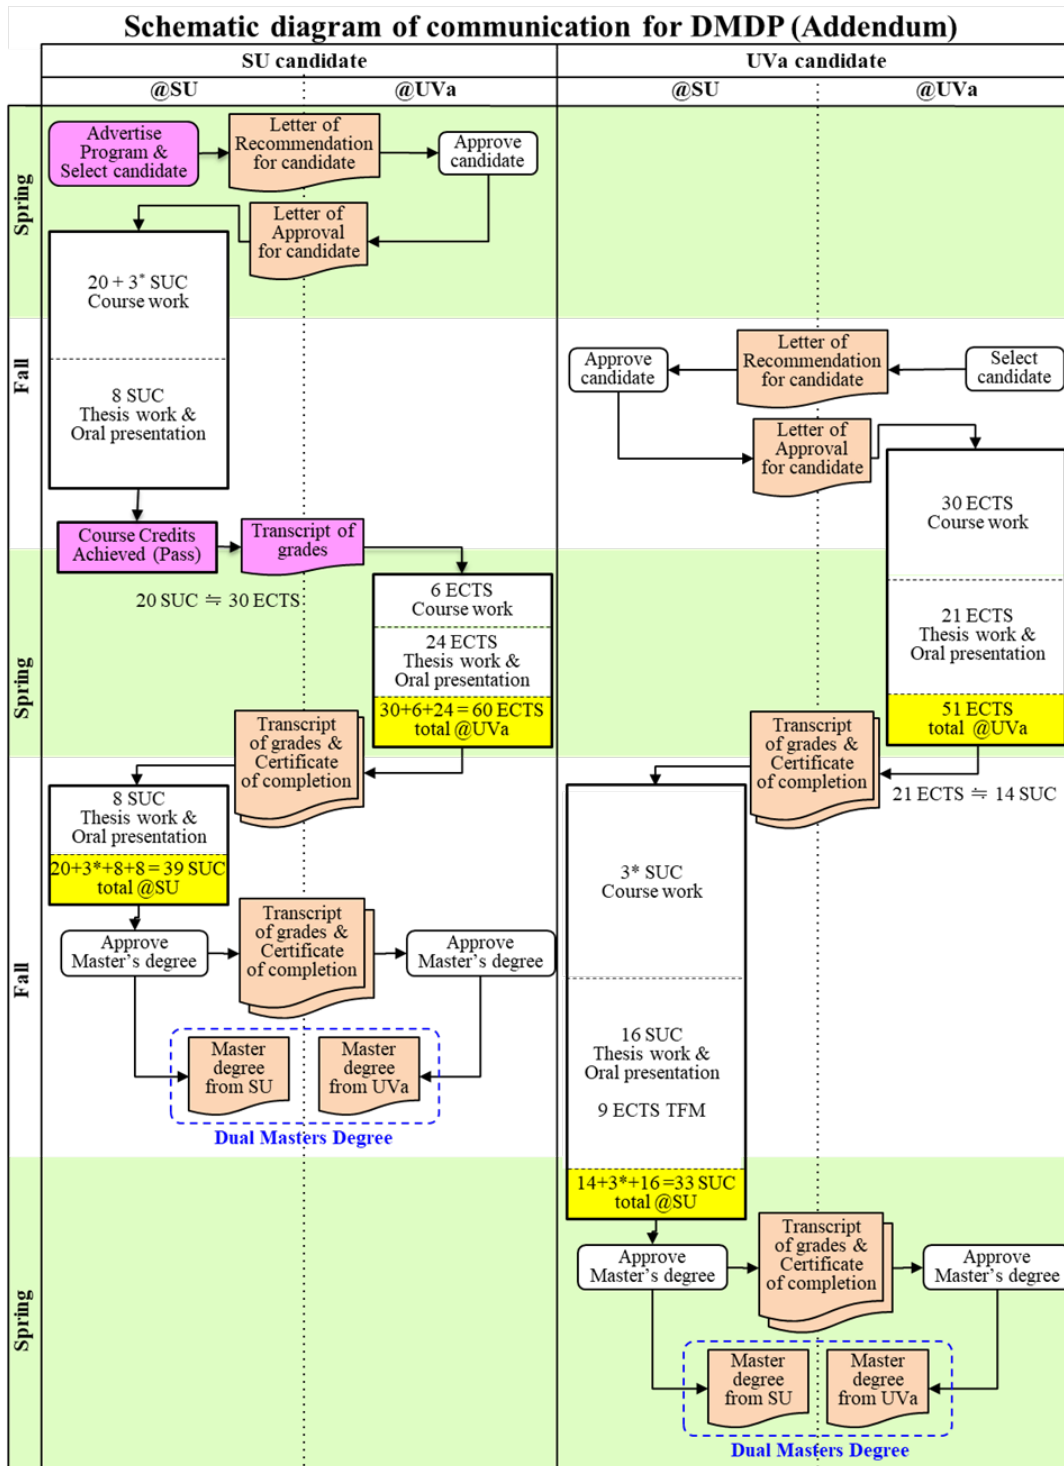 Schematic diagram of communication for DMDP (Addendum)
SU candidate
UVa candidate
@SU
@UVa
@SU
@UVa
Spring
Advertise
Program &
Select candidate
Letter of
Recommendation
for candidate
Approve
candidate
Letter of
Approval
for candidate
20 + 3* SUC
Course work
Fall
8 SUC
Thesis work &
Oral presentation
Approve
candidate
Letter of
Recommendation
for candidate
Select
candidate
Letter of
Approval
for candidate
30 ECTS
Course work
Course Credits
Achieved (Pass)
Transcript of
grades
Spring
20 SUC ≒ 30 ECTS
6 ECTS
Course work
24 ECTS
Thesis work &
Oral presentation
30+6+24 = 60 ECTS
total @UVa
21 ECTS
Thesis work &
Oral presentation
51 ECTS
total @UVa
Transcript
of grades &
Certificate
of completion
Transcript
of grades &
Certificate
of completion
21 ECTS ≒ 14 SUC
Fall
8 SUC
Thesis work &
Oral presentation
20+3*+8+8 = 39 SUC
total @SU
3* SUC
Course work
Approve
Master's degree
Transcript
of grades &
Certificate
of completion
Approve
Master's degree
Master
degree
from SU
Master
degree
from UVa
Dual Masters Degree
16 SUC
Thesis work &
Oral presentation
9 ECTS TFM
Spring
14+3*+16 =33 SUC
total @SU
Approve
Master's degree
Transcript
of grades &
Certificate
of completion
Approve
Master's degree
Master
degree
from SU
Master
degree
from UVa
Dual Masters Degree